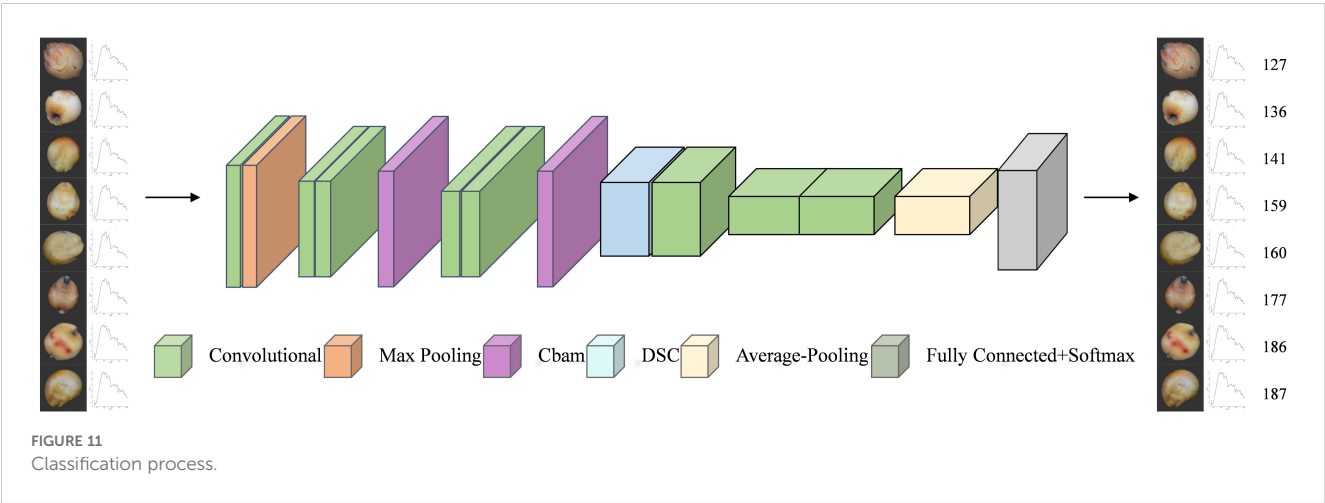 127
136
141
159
160
177
186
187
Convolutional Max Pooling Cbam DSC Average-Pooling Fully Connected+Softmax
FIGURE 11
Classification process.